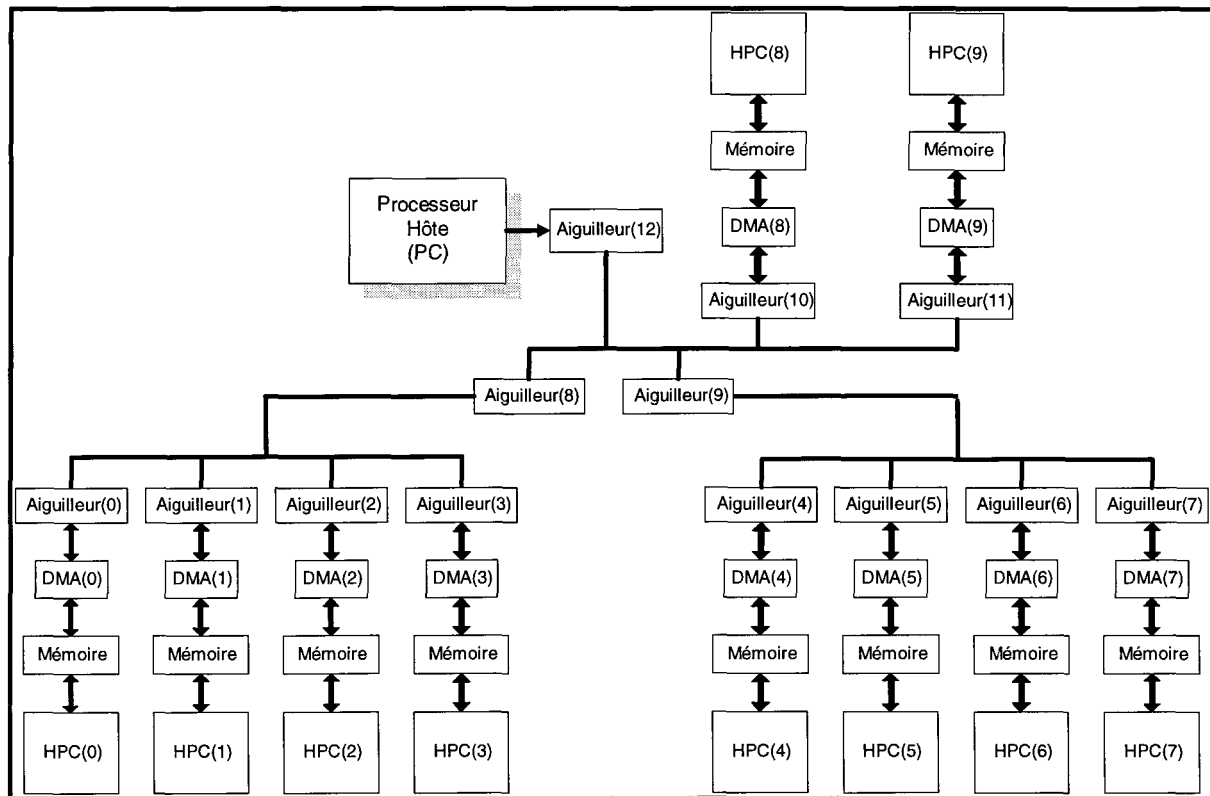 HPC(8)
HPC(9)
Mémoire
Mémoire
Processeur
Hôte
(PC)
Aiguilleur(12)
DMA(8)
DMA(9)
Aiguilleur(10)
Aiguilleur(11)
Aiguilleur(8)
Aiguilleur(9)
Aiguilleur(0)
Aiguilleur(1)
Aiguilleur(2)
Aiguilleur(3)
Aiguilleur(4)
Aiguilleur(5)
Aiguilleur(6)
Aiguilleur(7)
DMA(0)
DMA(1)
DMA(2)
DMA(3)
DMA(4)
DMA(5)
DMA(6)
DMA(7)
Mémoire
Mémoire
Mémoire
Mémoire
Mémoire
Mémoire
Mémoire
Mémoire
HPC(0)
HPC(1)
HPC(2)
HPC(3)
HPC(4)
HPC(5)
HPC(6)
HPC(7)